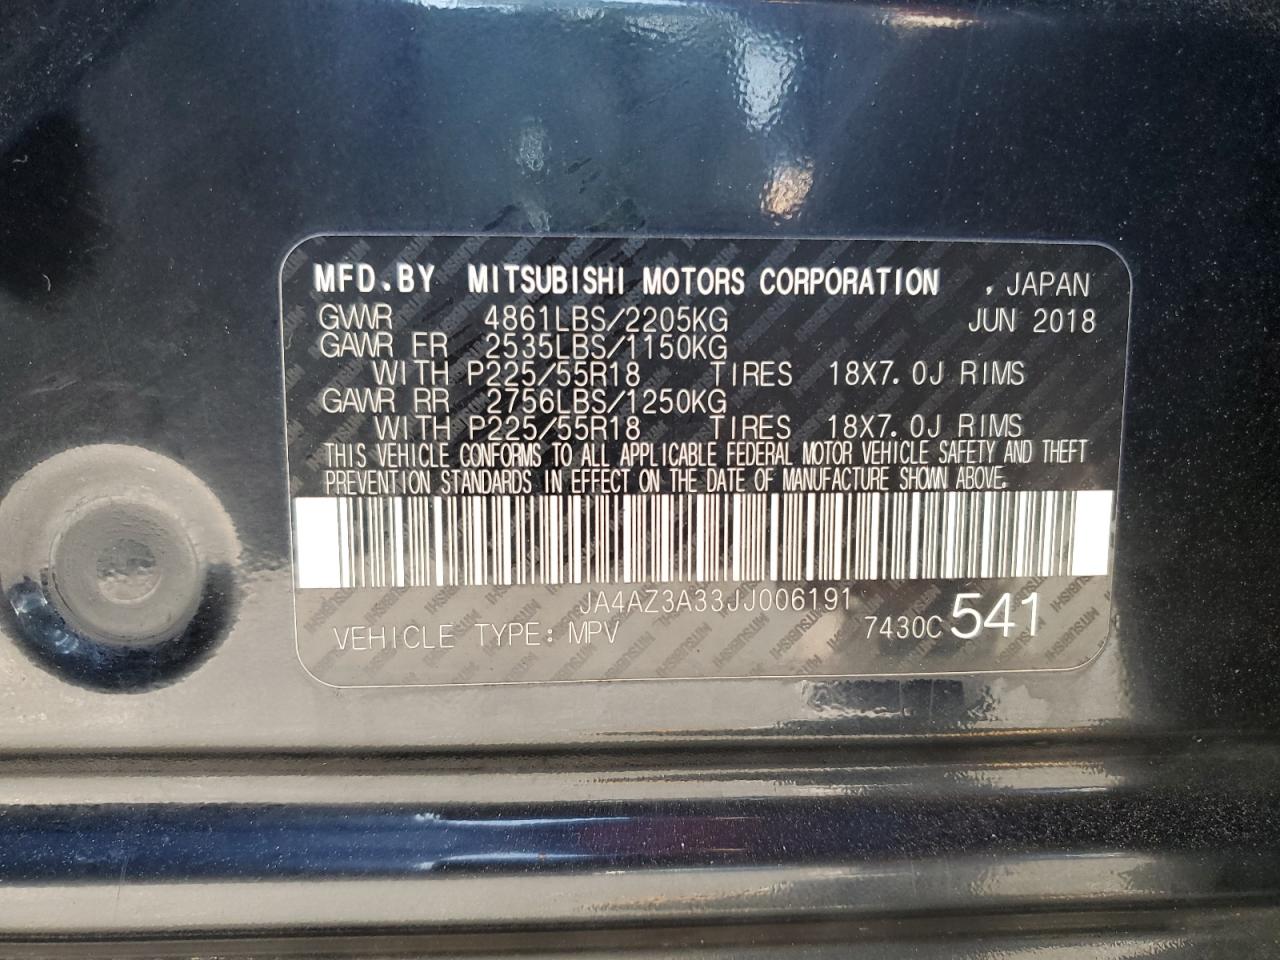 MFD.BY MITSUBISHI MOTORS CORPORATION , JAPAN
GVWR 4861LBS/2205KG JUN 2018
GAWR FR 2535LBS/1150KG
WITH P225/55R18 TIRES 18X7.0J RIMS
GAWR RR 2756LBS/1250KG
WITH P225/55R18 TIRES 18X7.0J RIMS
THIS VEHICLE CONFORMS TO ALL APPLICABLE FEDERAL MOTOR VEHICLE SAFETY AND THEFT
PREVENTION STANDARDS IN EFFECT ON THE DATE OF MANUFACTURE SHOWN ABOVE.
JA4AZ3A33JJ006191
VEHICLE TYPE: MPV 7430C 541